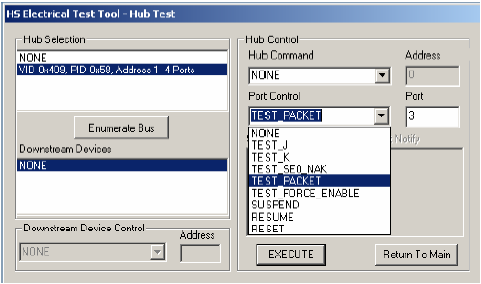 HS Electrical Test Tool - Hub Test
Hub Selection
NONE
VID 0x409, PID 0x50, Address 1 4 Ports
Enumerate Bus
Downstream Devices
NONE
Downstream Device Control
NONE
Address
Hub Control
Hub Command
Address
NONE
0
Port Control
Port
TEST_PACKET
3
NONE
TEST_J
TEST_K
TEST_SE0_NAK
TEST_PACKET
TEST_FORCE_ENABLE
SUSPEND
RESUME
RESET
Notify
EXECUTE
Return To Main